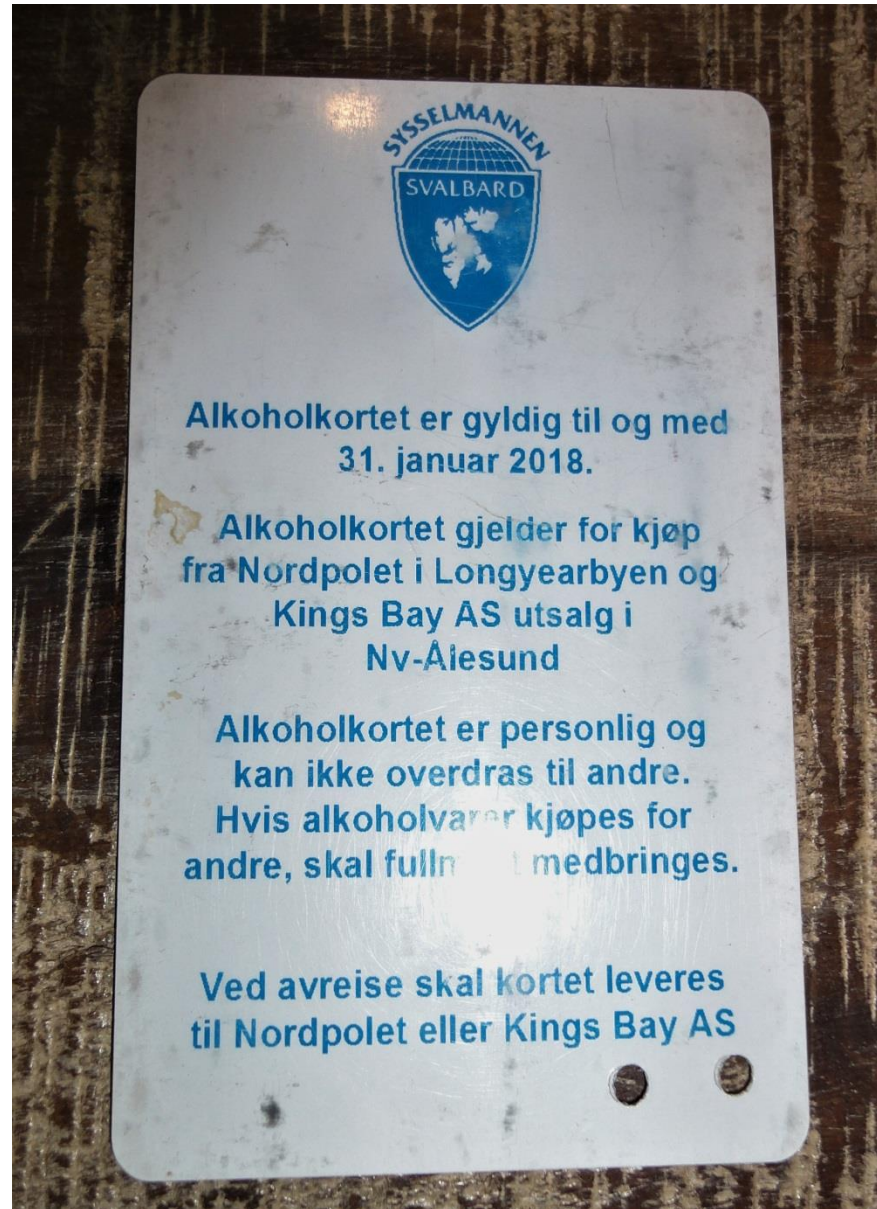 SYSSELMANNEN
SVALBARD
Alkoholkortet er gyldig til og med
31. januar 2018.
Alkoholkortet gjelder for kjøp
fra Nordpolet i Longyearbyen og
Kings Bay AS utsalg i
Ny-Ålesund
Alkoholkortet er personlig og
kan ikke overdras til andre.
Hvis alkoholvarer kjøpes for
andre, skal medbringes.
Ved avreise skal kortet leveres
til Nordpolet eller Kings Bay AS